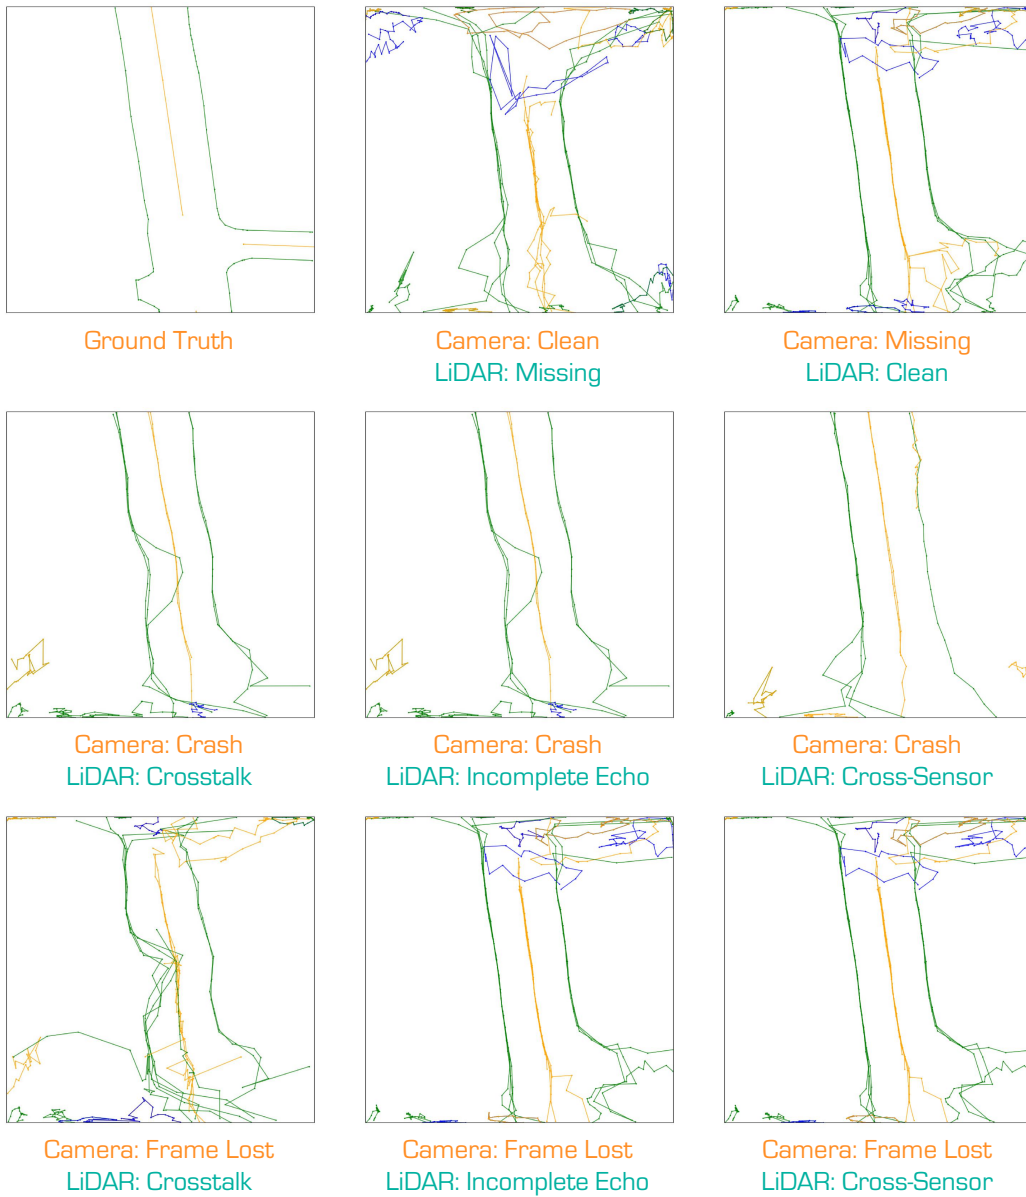 Ground Truth
Camera: Clean
LiDAR: Missing
Camera: Missing
LiDAR: Clean
Camera: Crash
LiDAR: Crosstalk
Camera: Crash
LiDAR: Incomplete Echo
Camera: Crash
LiDAR: Cross-Sensor
Camera: Frame Lost
LiDAR: Crosstalk
Camera: Frame Lost
LiDAR: Incomplete Echo
Camera: Frame Lost
LiDAR: Cross-Sensor